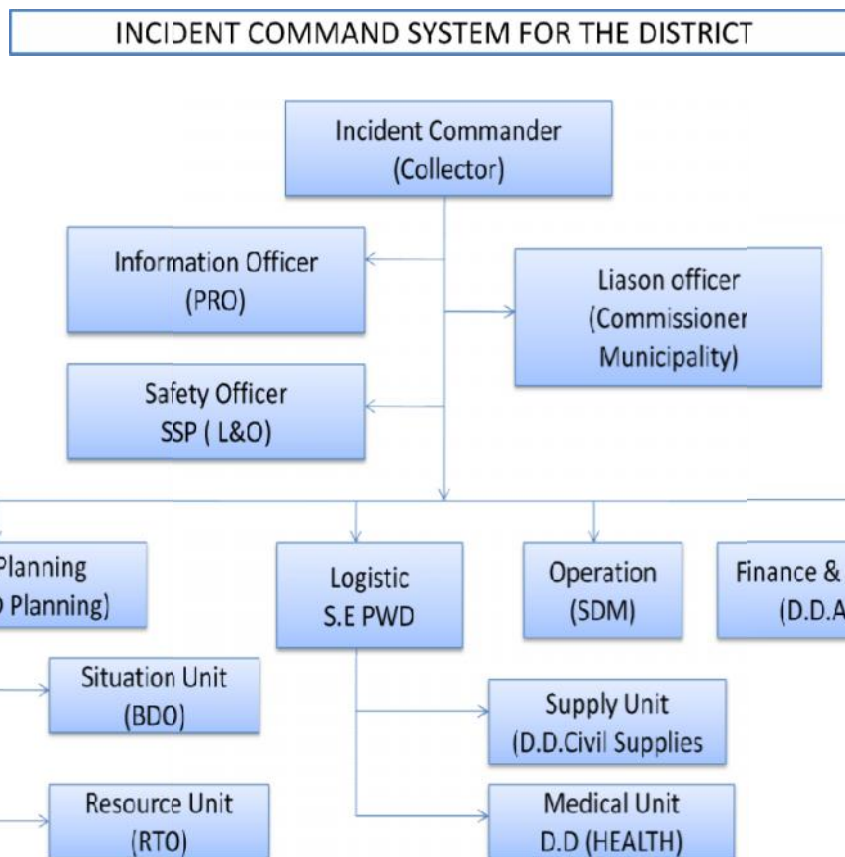 INCIDENT COMMAND SYSTEM FOR THE DISTRICT
Incident Commander
(Collector)
Information Officer
(PRO)
Liason officer
(Commissioner
Municipality)
Safety Officer
SSP ( L&O)
Planning
Planning)
Logistic
S.E PWD
Operation
(SDM)
Finance &
(D.D.A
Situation Unit
(BDO)
Supply Unit
(D.D.Civil Supplies
Resource Unit
(RTO)
Medical Unit
D.D (HEALTH)